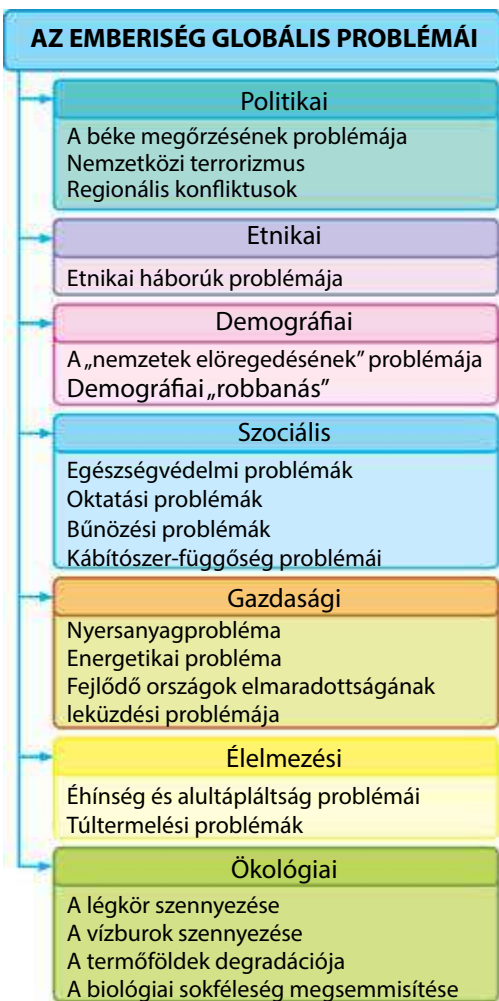 AZ EMBERISÉG GLOBÁLIS PROBLÉMÁI
Politikai
A béke megőrzésének problémája
Nemzetközi terrorizmus
Regionális konfliktusok
Etnikai
Etnikai háborúk problémája
Demográfiai
A „nemzetek elöregedésének” problémája
Demográfiai „robbanás”
Szociális
Egészségvédelmi problémák
Oktatási problémák
Bűnözési problémák
Kábítószer-függőség problémái
Gazdasági
Nyersanyagprobléma
Energetikai probléma
Fejlődő országok elmaradottságának
leküzdési problémája
Élelmezési
Éhínség és alultápláltság problémái
Túltermelési problémák
Ökológiai
A légkör szennyezése
A vízburok szennyezése
A termőföldek degradációja
A biológiai sokféleség megsemmisítése